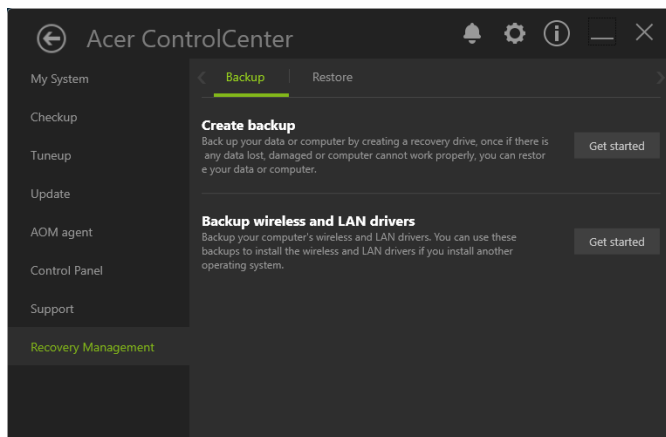 Acer ControlCenter
My System
Checkup
Tuneup
Update
AOM agent
Control Panel
Support
Recovery Management
Backup
Restore
Create backup
Back up your data or computer by creating a recovery drive, once if there is
any data lost, damaged or computer cannot work properly, you can restor
e your data or computer.
Get started
Backup wireless and LAN drivers
Backup your computer's wireless and LAN drivers. You can use these
backups to install the wireless and LAN drivers if you install another
operating system.
Get started